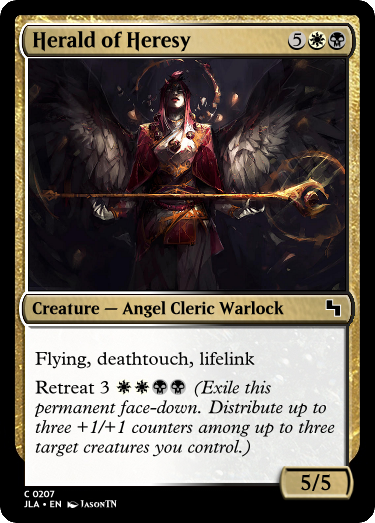 Herald of Heresy 5
Creature — Angel Cleric Warlock
Flying, deathtouch, lifelink
Retreat 3 (Exile this
permanent face-down. Distribute up to
three +1/+1 counters among up to three
target creatures you control.)
5/5
C 0207
JLA • EN JASONTN